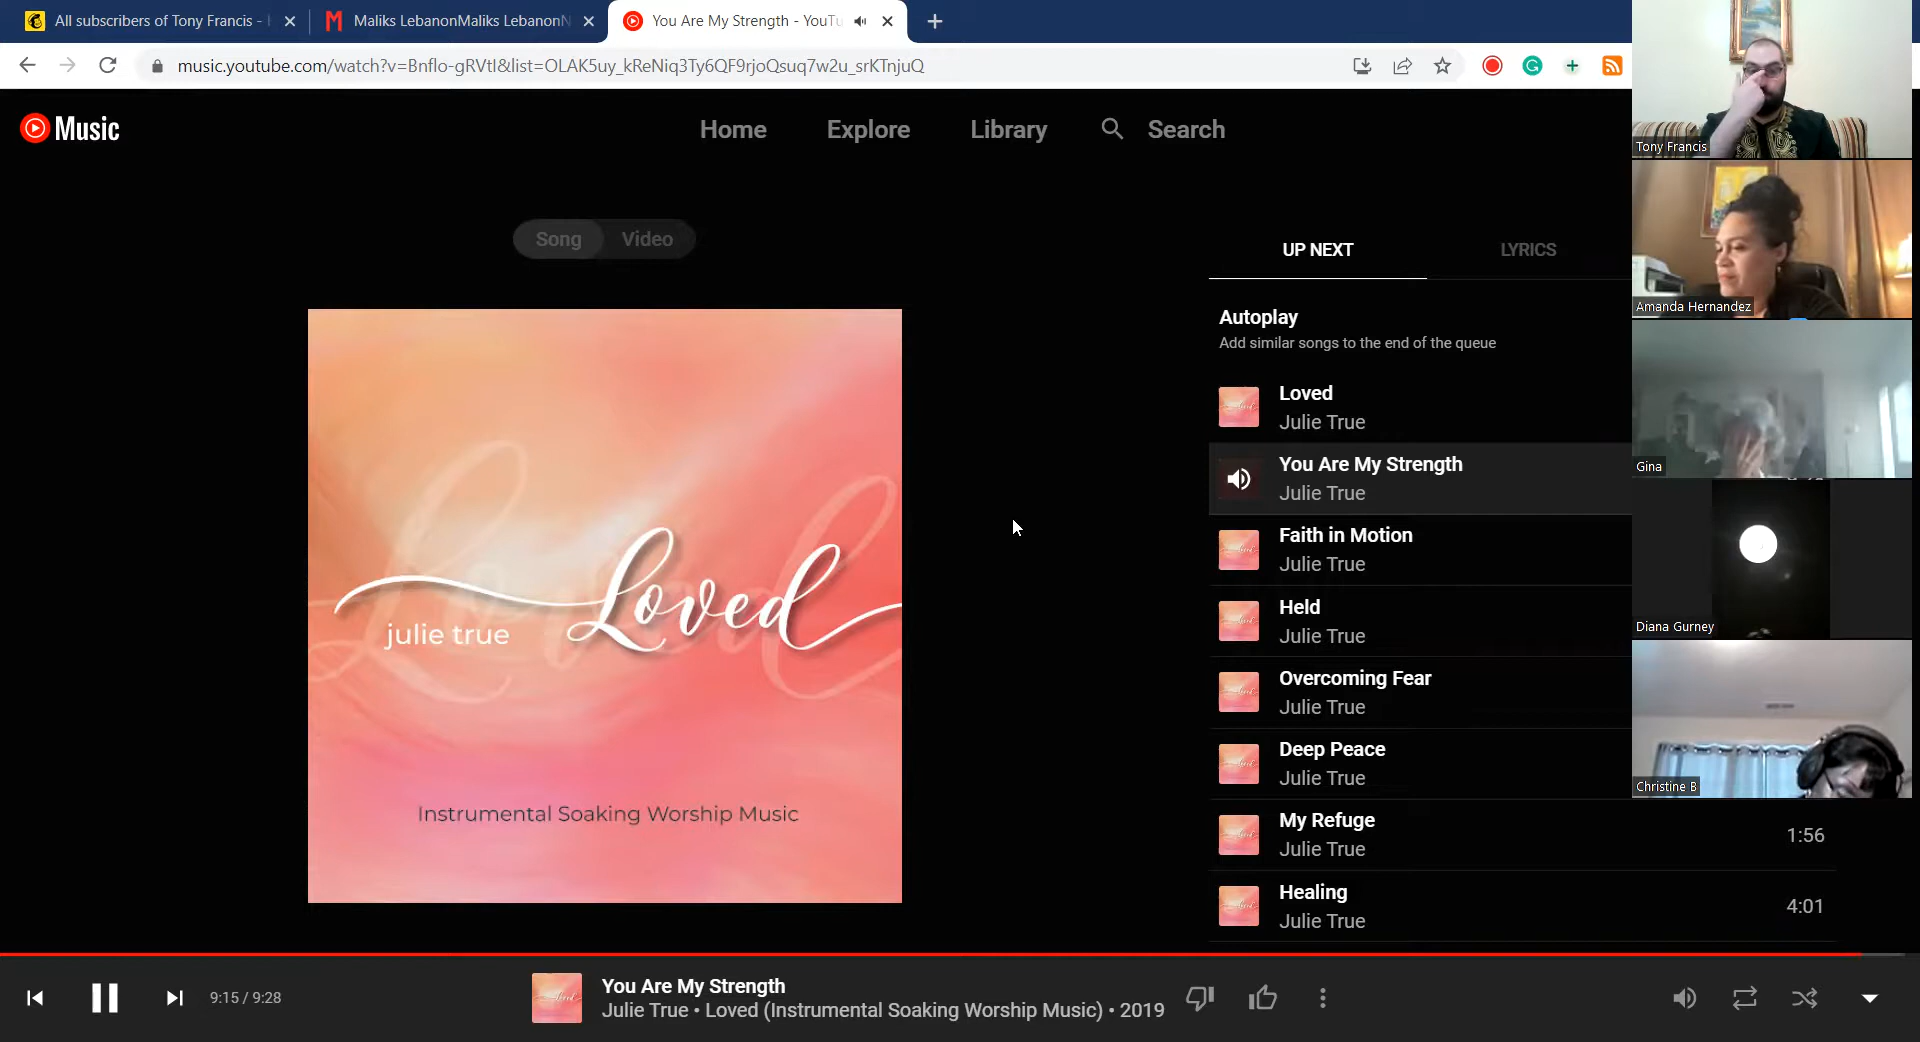 All subscribers of Tony Francis -
Maliks LebanonMaliks Lebanon
You Are My Strength - YouTu
music.youtube.com/watch?v=Bnflo-gRVtI&list=OLAK5uy_kReNiq3Ty6QF9rjoQsuq7w2u_srKTnjuQ
Music
Home
Explore
Library
Search
Tony Francis
Song
Video
UP NEXT
LYRICS
Amanda Hernandez
Autoplay
Add similar songs to the end of the queue
Loved
Julie True
You Are My Strength
Julie True
Gina
Faith in Motion
Julie True
Held
Julie True
Diana Gurney
Overcoming Fear
Julie True
Deep Peace
Julie True
Christine B
My Refuge
Julie True
1:56
Healing
Julie True
4:01
Loved
julie true
Loved
Instrumental Soaking Worship Music
9:15 / 9:28
You Are My Strength
Julie True • Loved (Instrumental Soaking Worship Music) • 2019